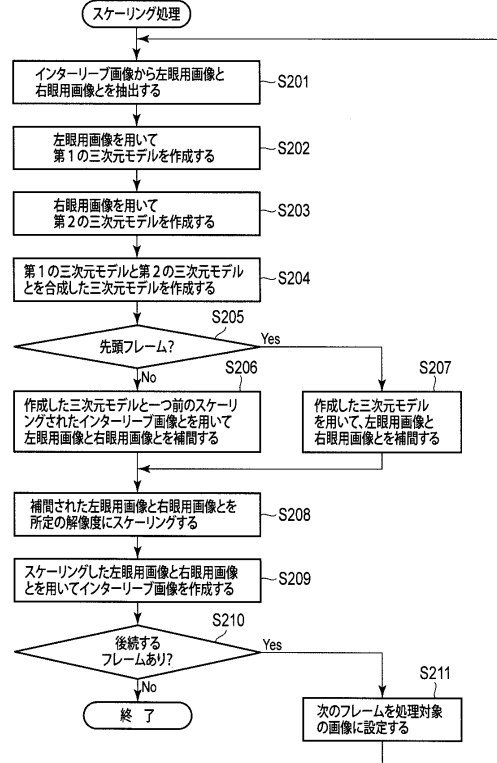 スケーリング処理
インターリーブ画像から左眼用画像と
右眼用画像とを抽出する
S201
左眼用画像を用いて
第１の三次元モデルを作成する
S202
右眼用画像を用いて
第２の三次元モデルを作成する
S203
第１の三次元モデルと第２の三次元モデル
とを合成した三次元モデルを作成する
S204
先頭フレーム？
S205
Yes
No
S206
作成した三次元モデルと一つ前のスケーリ
ングされたインターリーブ画像とを用いて
左眼用画像と右眼用画像とを補間する
S207
作成した三次元モデル
を用いて、左眼用画像と
右眼用画像とを補間する
補間された左眼用画像と右眼用画像とを
所定の解像度にスケーリングする
S208
スケーリングした左眼用画像と右眼用画像
とを用いてインターリーブ画像を作成する
S209
後続する
フレームあり？
S210
Yes
No
終 了
S211
次のフレームを処理対象
の画像に設定する